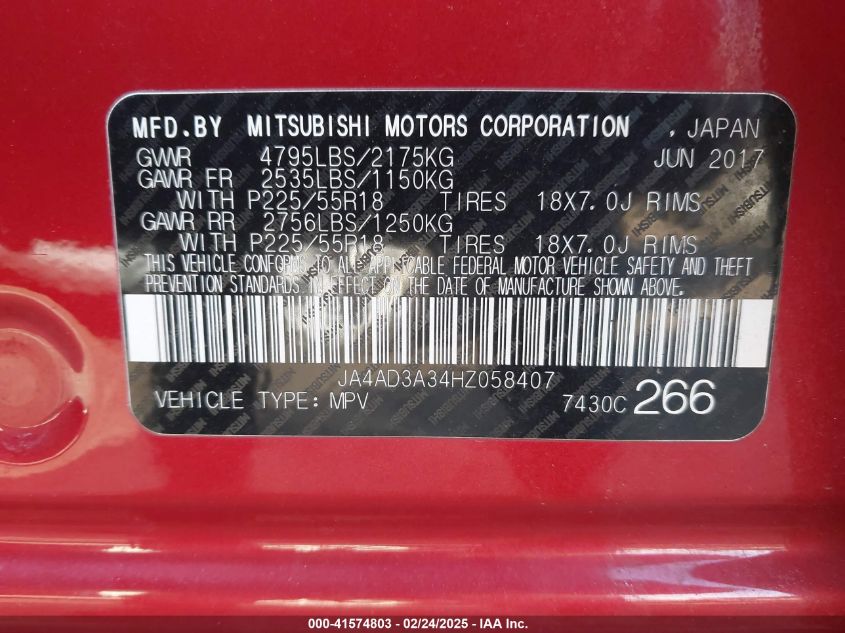 MFD.BY MITSUBISHI MOTORS CORPORATION , JAPAN
GVWR 4795LBS/2175KG JUN 2017
GAWR FR 2535LBS/1150KG
WITH P225/55R18 TIRES 18X7.0J RIMS
GAWR RR 2756LBS/1250KG
WITH P225/55R18 TIRES 18X7.0J RIMS
THIS VEHICLE CONFORMS TO ALL APPLICABLE FEDERAL MOTOR VEHICLE SAFETY AND THEFT
PREVENTION STANDARDS IN EFFECT ON THE DATE OF MANUFACTURE SHOWN ABOVE.
JA4AD3A34HZ058407
VEHICLE TYPE: MPV 7430C 266
000-41574803 - 02/24/2025 - IAA Inc.